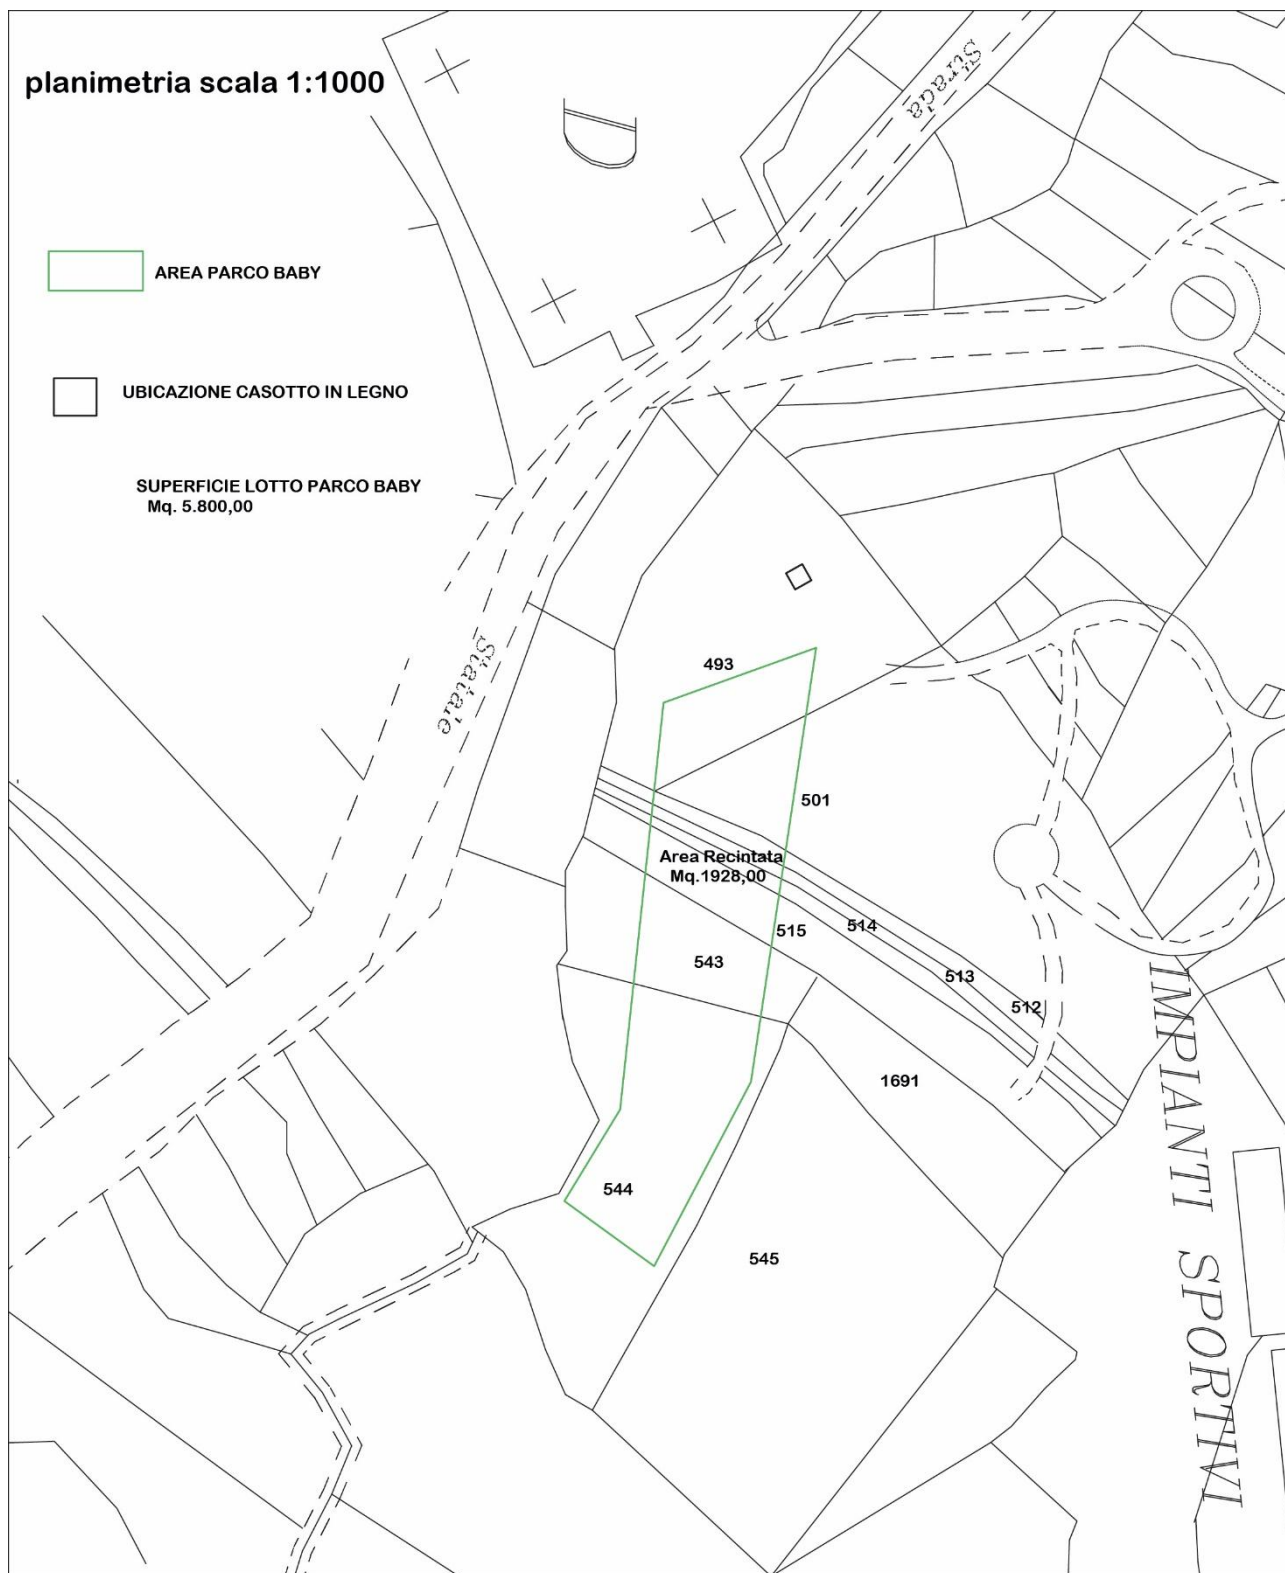 planimetria scala 1:1000
Strada
AREA PARCO BABY
UBICAZIONE CASOTTO IN LEGNO
SUPERFICIE LOTTO PARCO BABY
Mq. 5.800,00
Statale
493
501
Area Recintata
Mq.1928,00
515
514
543
513
512
1691
544
545
IMPIANTI SPORTIVI